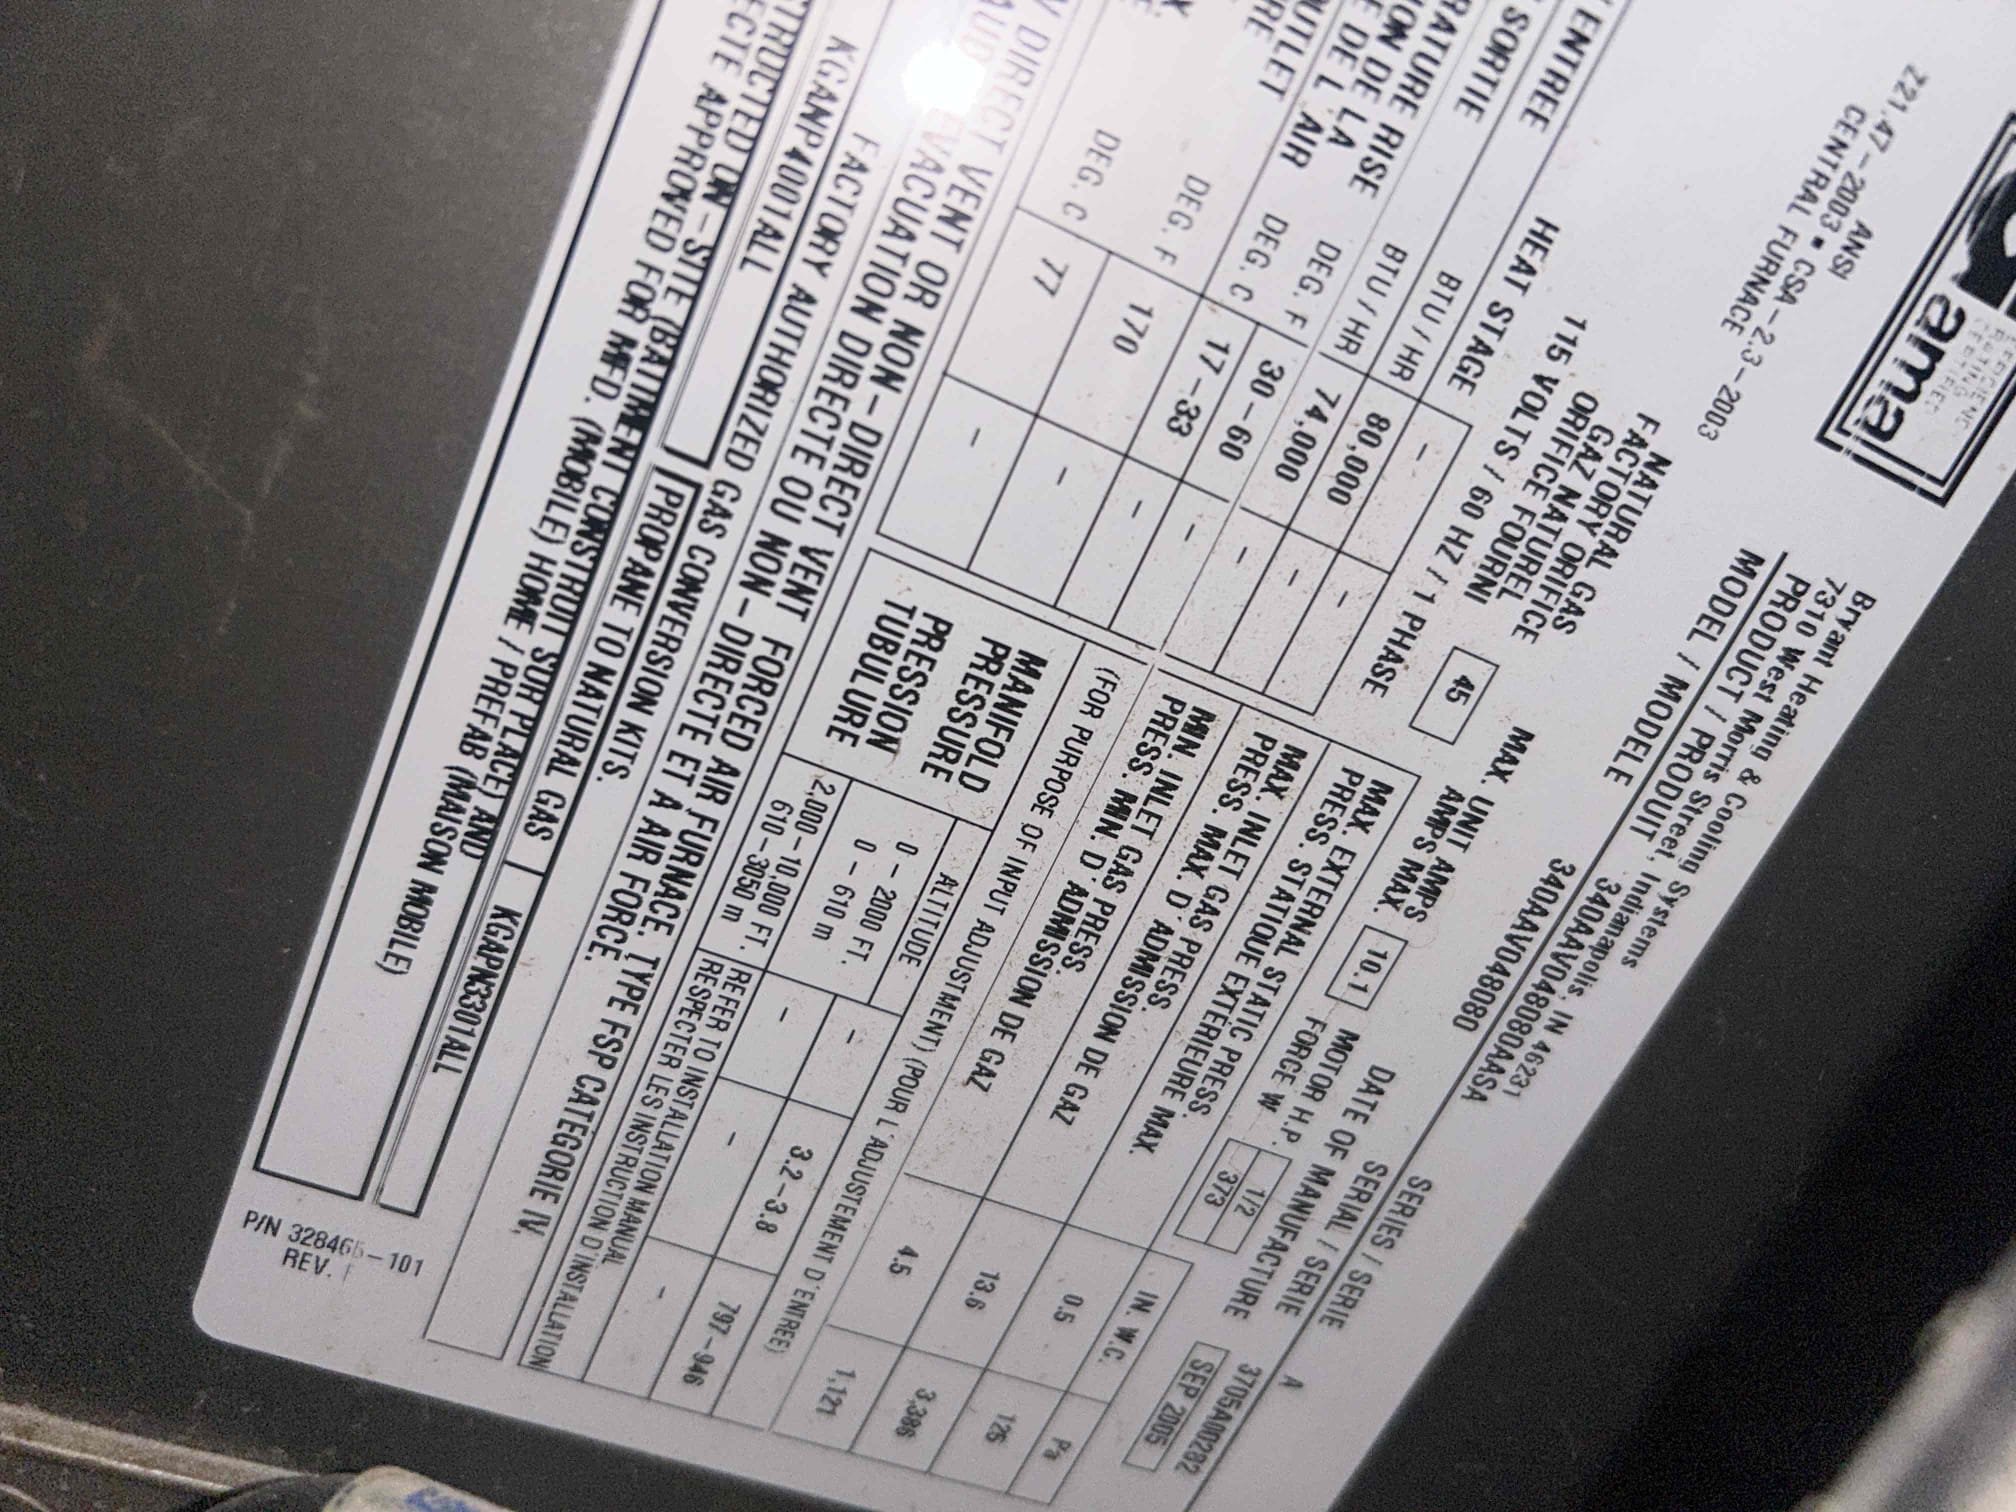 ama
ANSI
Z21.47-2003 ▪ CSA-2.3-2003
CENTRAL FURNACE
Bryant Heating & Cooling Systems
7310 West Morris Street, Indianapolis, IN 46231
PRODUCT / PRODUIT 340AAV048080AASA
MODEL / MODELE 340AAV048080
SERIES / SERIE A
SERIAL / SERIE 3705A00282
DATE OF MANUFACTURE SEP 2005
NATURAL GAS
FACTORY ORIFICE
GAZ NATUREL
ORIFICE FOURNI
115 VOLTS / 60 HZ / 1 PHASE
45
MAX. UNIT AMPS
AMPS MAX.
10.1
MOTOR H.P.
FORCE W
1/2
373
HEAT STAGE - -
ENTREE BTU / HR 80,000 -
SORTIE BTU / HR 74,000 -
RISE DEG. F 30-60 -
DE LA
DE L'AIR
DEG. C 17-33 -
DEG. F 170 - -
DEG. C 77 - -
IN. W.C. Pa
MAX. EXTERNAL STATIC PRESS.
PRESS. STATIQUE EXTERIEURE MAX.
0.5 125
MAX. INLET GAS PRESS.
PRESS. MAX. D'ADMISSION DE GAZ
13.6 3,386
MIN. INLET GAS PRESS.
PRESS. MIN. D'ADMISSION DE GAZ
4.5 1,121
(FOR PURPOSE OF INPUT ADJUSTMENT) (POUR L'ADJUSTEMENT D'ENTREE)
MANIFOLD
PRESSURE
PRESSION
TUBULURE
ALTITUDE
0-2000 FT.
0-610 m
- 3.2-3.8 797-946
2,000-10,000 FT.
610-3050 m
- - -
REFER TO INSTALLATION MANUAL
RESPECTER LES INSTRUCTION D'INSTALLATION
DIRECT VENT OR NON-DIRECT VENT FORCED AIR FURNACE. TYPE FSP CATEGORIE IV,
EVACUATION DIRECTE OU NON-DIRECTE ET A AIR FORCE.
FACTORY AUTHORIZED GAS CONVERSION KITS.
KGANP4001ALL
PROPANE TO NATURAL GAS KGAPN3301ALL
ON-SITE (BATIMENT CONSTRUIT SUR PLACE) AND
APPROVED FOR MFD. (MOBILE) HOME / PREFAB (MAISON MOBILE)
REV.